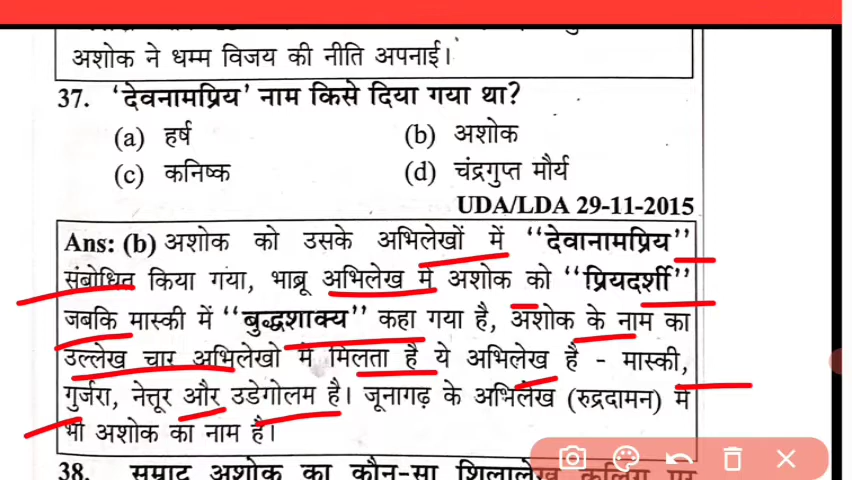 अशोक ने धम्म विजय की नीति अपनाई।
37. 'देवनामप्रिय' नाम किसे दिया गया था?
(a) हर्ष (b) अशोक
(c) कनिष्क (d) चंद्रगुप्त मौर्य
UDA/LDA 29-11-2015
Ans: (b) अशोक को उसके अभिलेखों में "देवानामप्रिय"
संबोधित किया गया, भाब्रू अभिलेख में अशोक को "प्रियदर्शी"
जबकि मास्की में "बुद्धशाक्य" कहा गया है, अशोक के नाम का
उल्लेख चार अभिलेखो में मिलता है ये अभिलेख है - मास्की,
गुर्जरा, नेत्तूर और उडेगोलम है। जूनागढ़ के अभिलेख (रुद्रदामन) में
भी अशोक का नाम है।
38. सम्राट अशोक का कौन-सा शिलालेख कलिंग पर